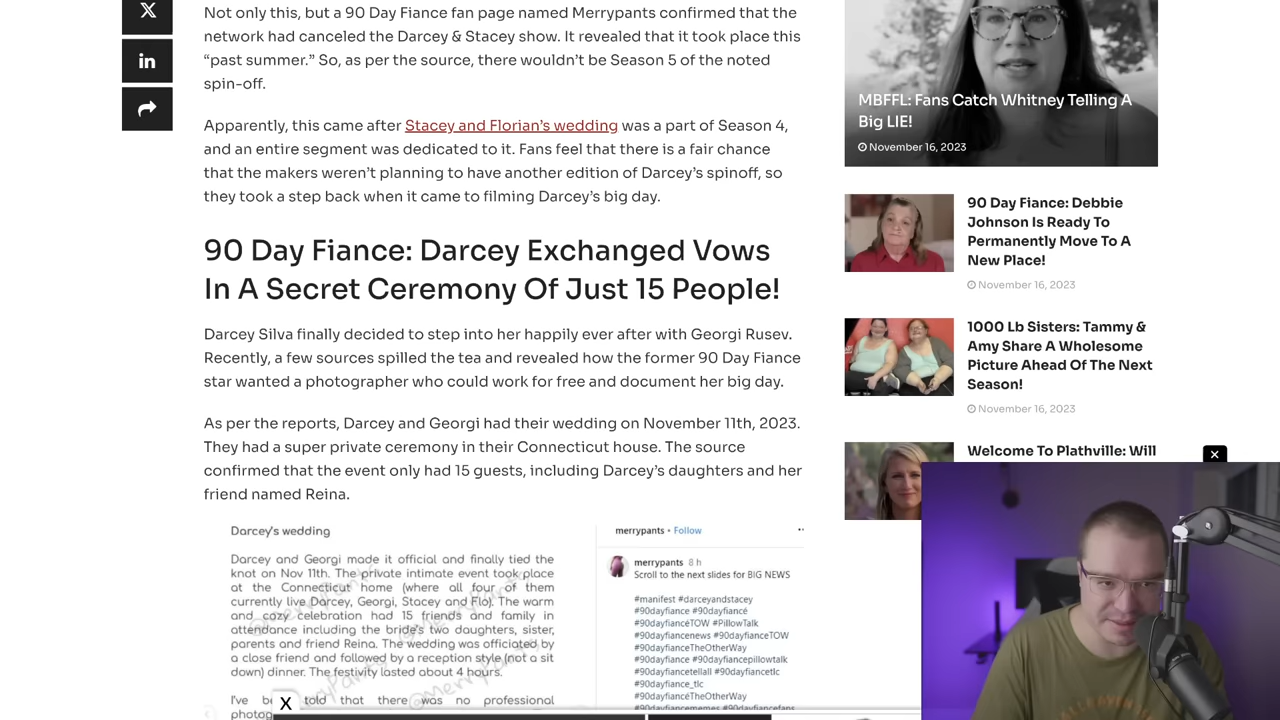 Not only this, but a 90 Day Fiance fan page named Merrypants confirmed that the
network had canceled the Darcey & Stacey show. It revealed that it took place this
“past summer.” So, as per the source, there wouldn’t be Season 5 of the noted
spin-off.
Apparently, this came after Stacey and Florian’s wedding was a part of Season 4,
and an entire segment was dedicated to it. Fans feel that there is a fair chance
that the makers weren’t planning to have another edition of Darcey’s spinoff, so
they took a step back when it came to filming Darcey’s big day.
90 Day Fiance: Darcey Exchanged Vows
In A Secret Ceremony Of Just 15 People!
Darcey Silva finally decided to step into her happily ever after with Georgi Rusev.
Recently, a few sources spilled the tea and revealed how the former 90 Day Fiance
star wanted a photographer who could work for free and document her big day.
As per the reports, Darcey and Georgi had their wedding on November 11th, 2023.
They had a super private ceremony in their Connecticut house. The source
confirmed that the event only had 15 guests, including Darcey’s daughters and her
friend named Reina.
Darcey's wedding
Darcey and Georgi made it official and finally tied the
knot on Nov 11th. The private intimate event took place
at the Connecticut home (where all four of them
currently live Darcey, Georgi, Stacey and Flo). The warm
and cozy celebration had 15 friends and family in
attendance including the bride's two daughters, sister,
parents and friend Reina. The wedding was officiated by
a close friend and followed by a reception style (not a sit
down) dinner. The festivity lasted about 4 hours.
I've told that there was no professional
merrypants • Follow
merrypants 8 h
Scroll to the next slides for BIG NEWS
#manifest #darceyandstacey
#90dayfiance #90dayfiancé
#90dayfiancéTOW #PillowTalk
#90dayfiancenews #90dayfianceTOW
#90dayfianceTheOtherWay
#90dayfiance #90dayfiancepillowtalk
#90dayfiancetellall #90dayfiancetlc
#90dayfiance_tlc
#90dayfianceTheOtherWay
#90dayfiancememes #90dayfiancefans
X
MBFFL: Fans Catch Whitney Telling A
Big LIE!
November 16, 2023
90 Day Fiance: Debbie
Johnson Is Ready To
Permanently Move To A
New Place!
November 16, 2023
1000 Lb Sisters: Tammy &
Amy Share A Wholesome
Picture Ahead Of The Next
Season!
November 16, 2023
Welcome To Plathville: Will